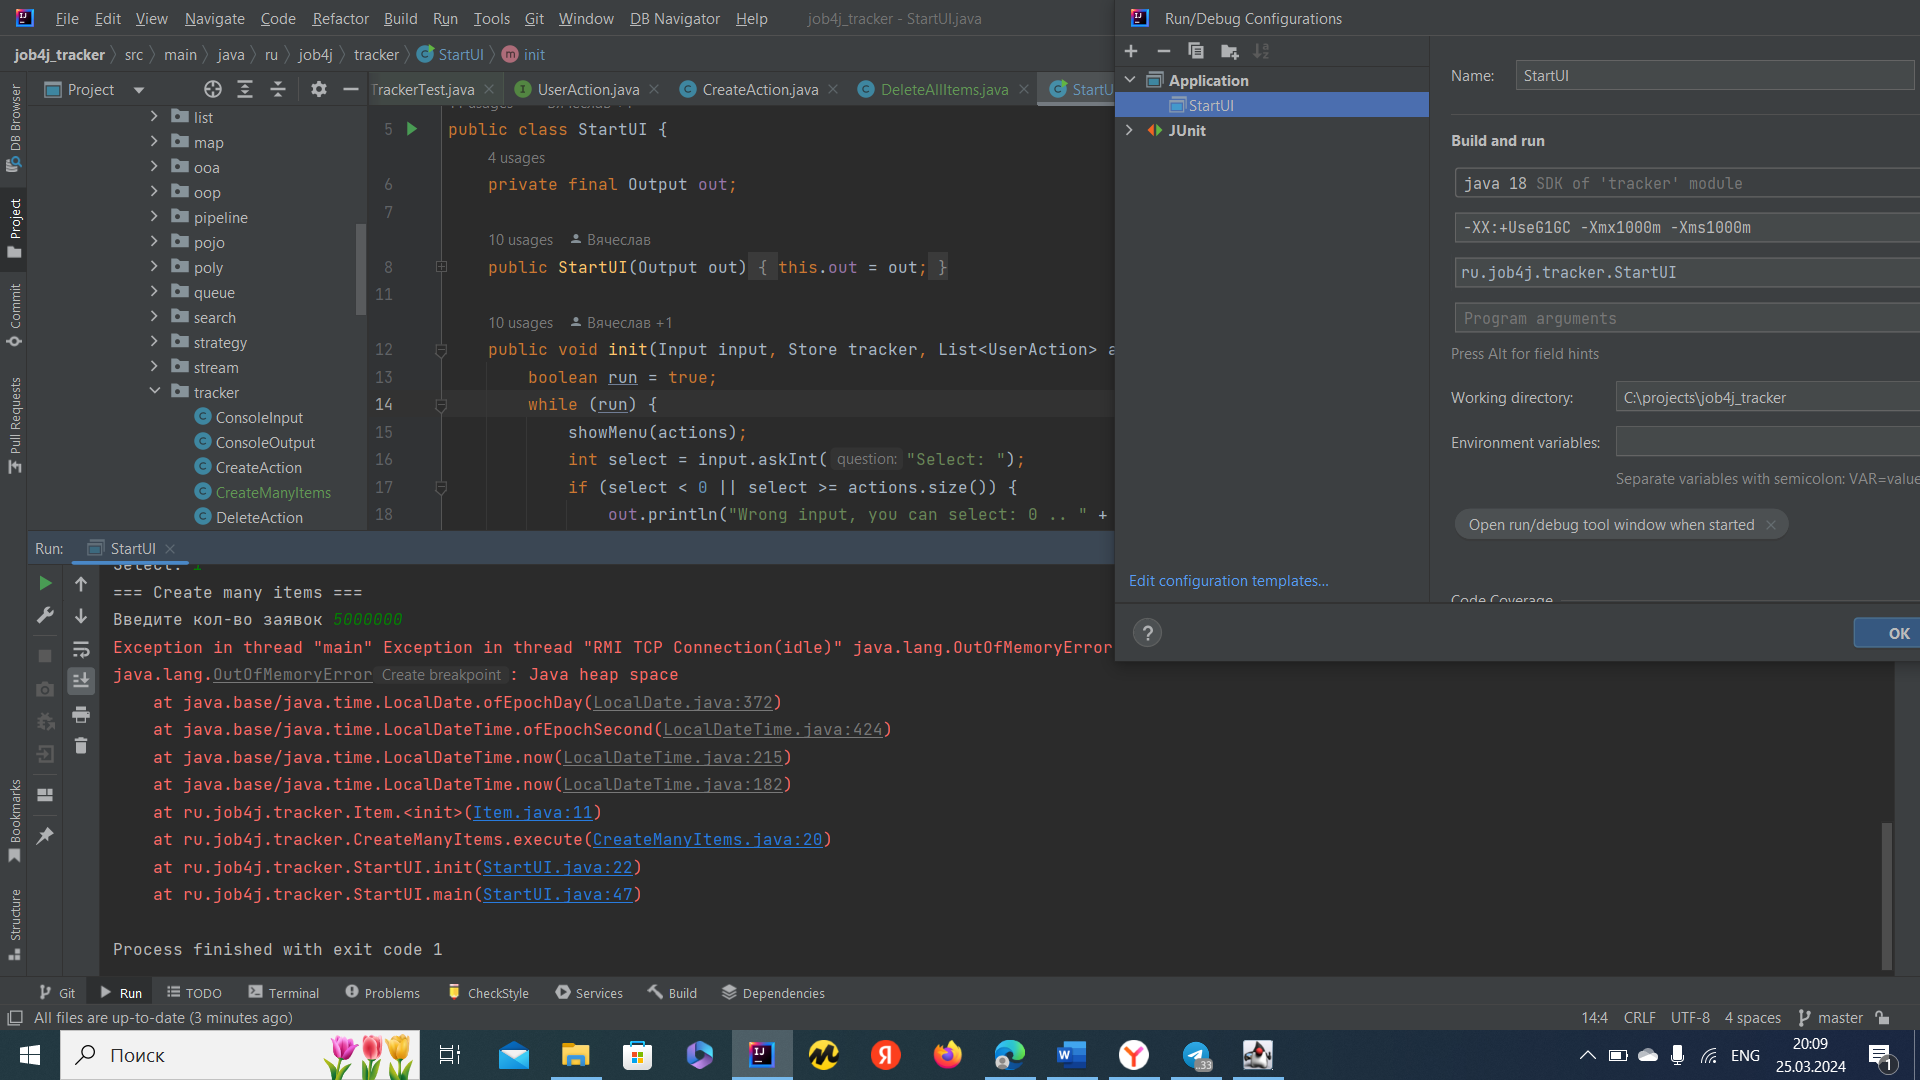 File Edit View Navigate Code Refactor Build Run Tools Git Window DB Navigator Help job4j_tracker - StartUI.java
job4j_tracker src main java ru job4j tracker StartUI init
Project
TrackerTest.java UserAction.java CreateAction.java DeleteAllItems.java StartU
DB Browser
Project
Commit
Pull Requests
Bookmarks
Structure
list
map
ooa
oop
pipeline
pojo
poly
queue
search
strategy
stream
tracker
ConsoleInput
ConsoleOutput
CreateAction
CreateManyItems
DeleteAction
5 public class StartUI {
4 usages
6 private final Output out;
7
10 usages Вячеслав
8 public StartUI(Output out) { this.out = out; }
11
10 usages Вячеслав +1
12 public void init(Input input, Store tracker, List<UserAction> a
13 boolean run = true;
14 while (run) {
15 showMenu(actions);
16 int select = input.askInt( question: "Select: ");
17 if (select < 0 || select >= actions.size()) {
18 out.println("Wrong input, you can select: 0 .. " +
Run/Debug Configurations
Application
StartUI
JUnit
Edit configuration templates...
Name: StartUI
Build and run
java 18 SDK of 'tracker' module
-XX:+UseG1GC -Xmx1000m -Xms1000m
ru.job4j.tracker.StartUI
Program arguments
Press Alt for field hints
Working directory: C:\projects\job4j_tracker
Environment variables:
Separate variables with semicolon: VAR=value
Open run/debug tool window when started
Code Coverage
? OK
Run: StartUI
Select: 1
=== Create many items ===
Введите кол-во заявок 5000000
Exception in thread "main" Exception in thread "RMI TCP Connection(idle)" java.lang.OutOfMemoryError
java.lang.OutOfMemoryError Create breakpoint : Java heap space
at java.base/java.time.LocalDate.ofEpochDay(LocalDate.java:372)
at java.base/java.time.LocalDateTime.ofEpochSecond(LocalDateTime.java:424)
at java.base/java.time.LocalDateTime.now(LocalDateTime.java:215)
at java.base/java.time.LocalDateTime.now(LocalDateTime.java:182)
at ru.job4j.tracker.Item.<init>(Item.java:11)
at ru.job4j.tracker.CreateManyItems.execute(CreateManyItems.java:20)
at ru.job4j.tracker.StartUI.init(StartUI.java:22)
at ru.job4j.tracker.StartUI.main(StartUI.java:47)
Process finished with exit code 1
Git Run TODO Terminal Problems CheckStyle Services Build Dependencies
All files are up-to-date (3 minutes ago) 14:4 CRLF UTF-8 4 spaces master
Поиск
33
ENG
20:09
25.03.2024
1